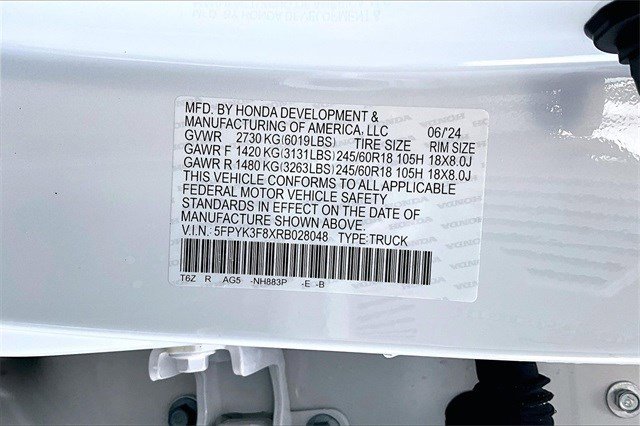 MFD. BY HONDA DEVELOPMENT &
MANUFACTURING OF AMERICA, LLC 06/'24
GVWR 2730 KG(6019LBS) TIRE SIZE RIM SIZE
GAWR F 1420 KG(3131LBS) 245/60R18 105H 18X8.0J
GAWR R 1480 KG(3263LBS) 245/60R18 105H 18X8.0J
THIS VEHICLE CONFORMS TO ALL APPLICABLE
FEDERAL MOTOR VEHICLE SAFETY
STANDARDS IN EFFECT ON THE DATE OF
MANUFACTURE SHOWN ABOVE.
V.I.N.: 5FPYK3F8XRB028048 TYPE:TRUCK
T6Z R AG5 -NH883P -E -B